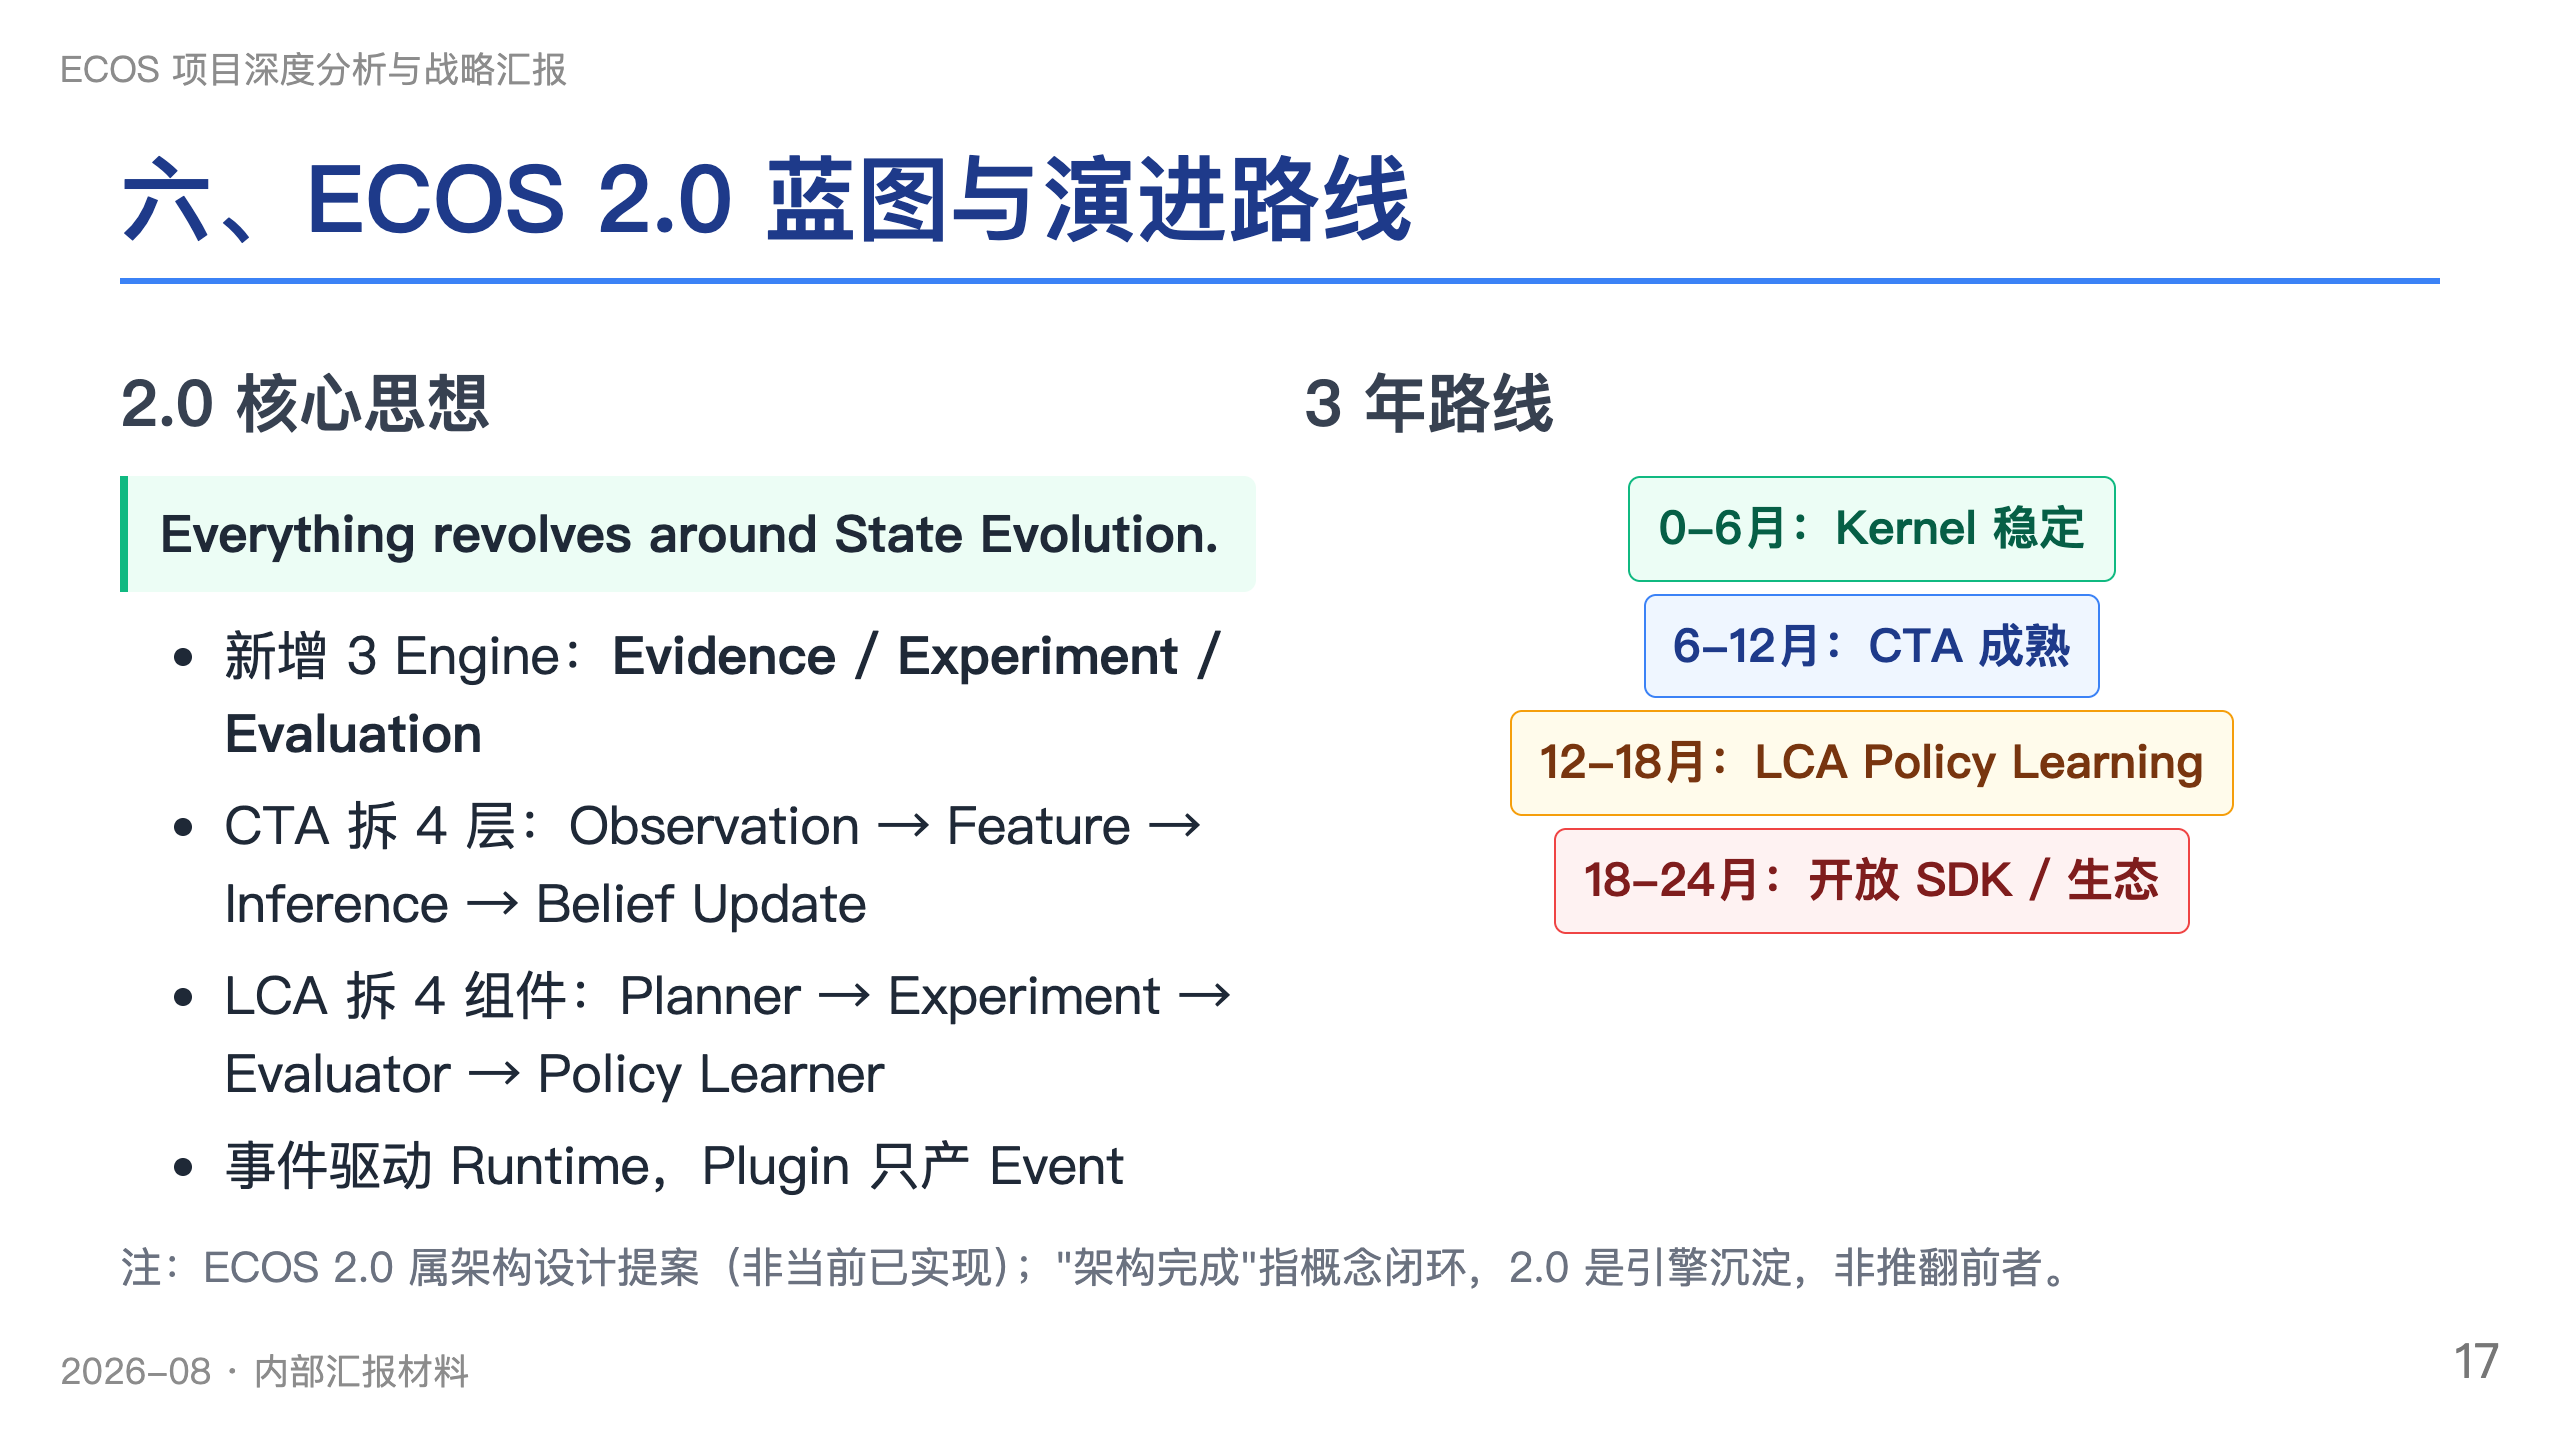 ECOS 项目深度分析与战略汇报
六、ECOS 2.0 蓝图与演进路线
2.0 核心思想
Everything revolves around State Evolution.
• 新增 3 Engine：Evidence / Experiment /
Evaluation
• CTA 拆 4 层：Observation → Feature →
Inference → Belief Update
• LCA 拆 4 组件：Planner → Experiment →
Evaluator → Policy Learner
• 事件驱动 Runtime，Plugin 只产 Event
3 年路线
0–6月：Kernel 稳定
6–12月：CTA 成熟
12–18月：LCA Policy Learning
18–24月：开放 SDK / 生态
注：ECOS 2.0 属架构设计提案（非当前已实现）；"架构完成"指概念闭环，2.0 是引擎沉淀，非推翻前者。
2026–08 · 内部汇报材料
17